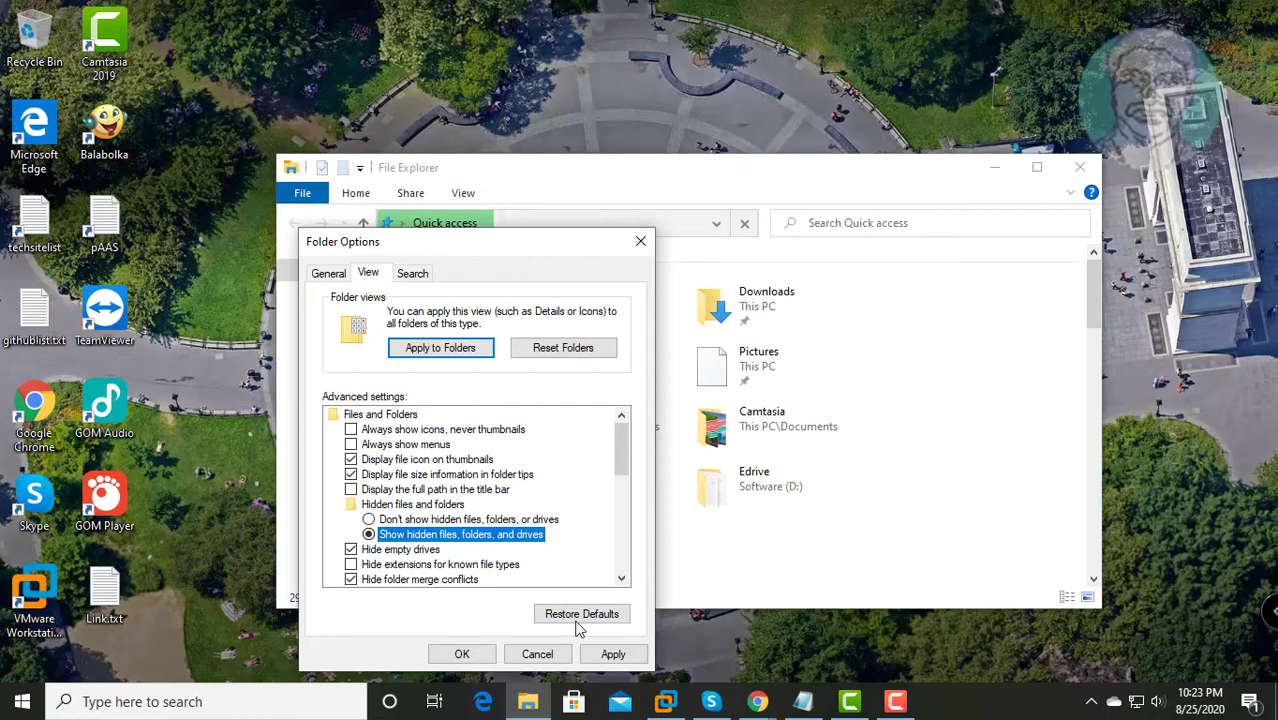 Recycle Bin
Camtasia
2019
Microsoft
Edge
Balabolka
techsitelist
pAAS
githublist.txt
TeamViewer
Google
Chrome
GOM Audio
Skype
GOM Player
VMware
Workstati...
Link.txt
File Explorer
File
Home
Share
View
Quick access
Search Quick access
Folder Options
General
View
Search
Folder views
You can apply this view (such as Details or Icons) to
all folders of this type.
Apply to Folders
Reset Folders
Advanced settings:
Files and Folders
Always show icons, never thumbnails
Always show menus
Display file icon on thumbnails
Display file size information in folder tips
Display the full path in the title bar
Hidden files and folders
Don't show hidden files, folders, or drives
Show hidden files, folders, and drives
Hide empty drives
Hide extensions for known file types
Hide folder merge conflicts
Restore Defaults
OK
Cancel
Apply
Downloads
This PC
Pictures
This PC
Camtasia
This PC\Documents
Edrive
Software (D:)
Type here to search
10:23 PM
8/25/2020
1